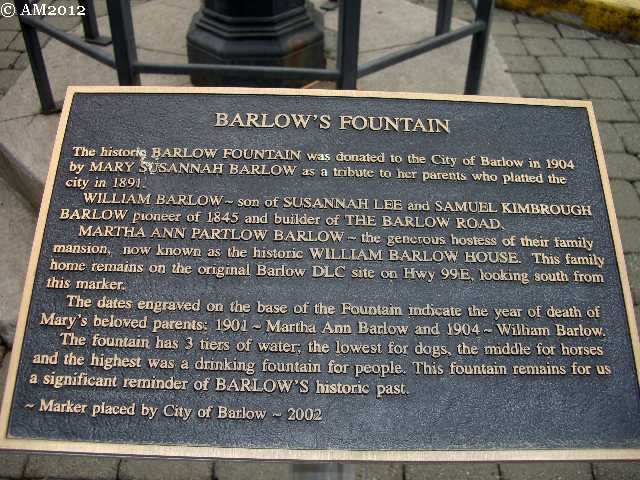 © AM2012
BARLOW'S FOUNTAIN
The historic BARLOW FOUNTAIN was donated to the City of Barlow in 1904
by MARY SUSANNAH BARLOW as a tribute to her parents who platted the
city in 1891.
WILLIAM BARLOW ~ son of SUSANNAH LEE and SAMUEL KIMBROUGH
BARLOW pioneer of 1845 and builder of THE BARLOW ROAD.
MARTHA ANN PARTLOW BARLOW ~ the generous hostess of their family
mansion, now known as the historic WILLIAM BARLOW HOUSE. This family
home remains on the original Barlow DLC site on Hwy 99E, looking south from
this marker.
The dates engraved on the base of the Fountain indicate the year of death of
Mary's beloved parents; 1901 ~ Martha Ann Barlow and 1904 ~ William Barlow.
The fountain has 3 tiers of water; the lowest for dogs, the middle for horses
and the highest was a drinking fountain for people. This fountain remains for us
a significant reminder of BARLOW'S historic past.
~ Marker placed by City of Barlow ~ 2002